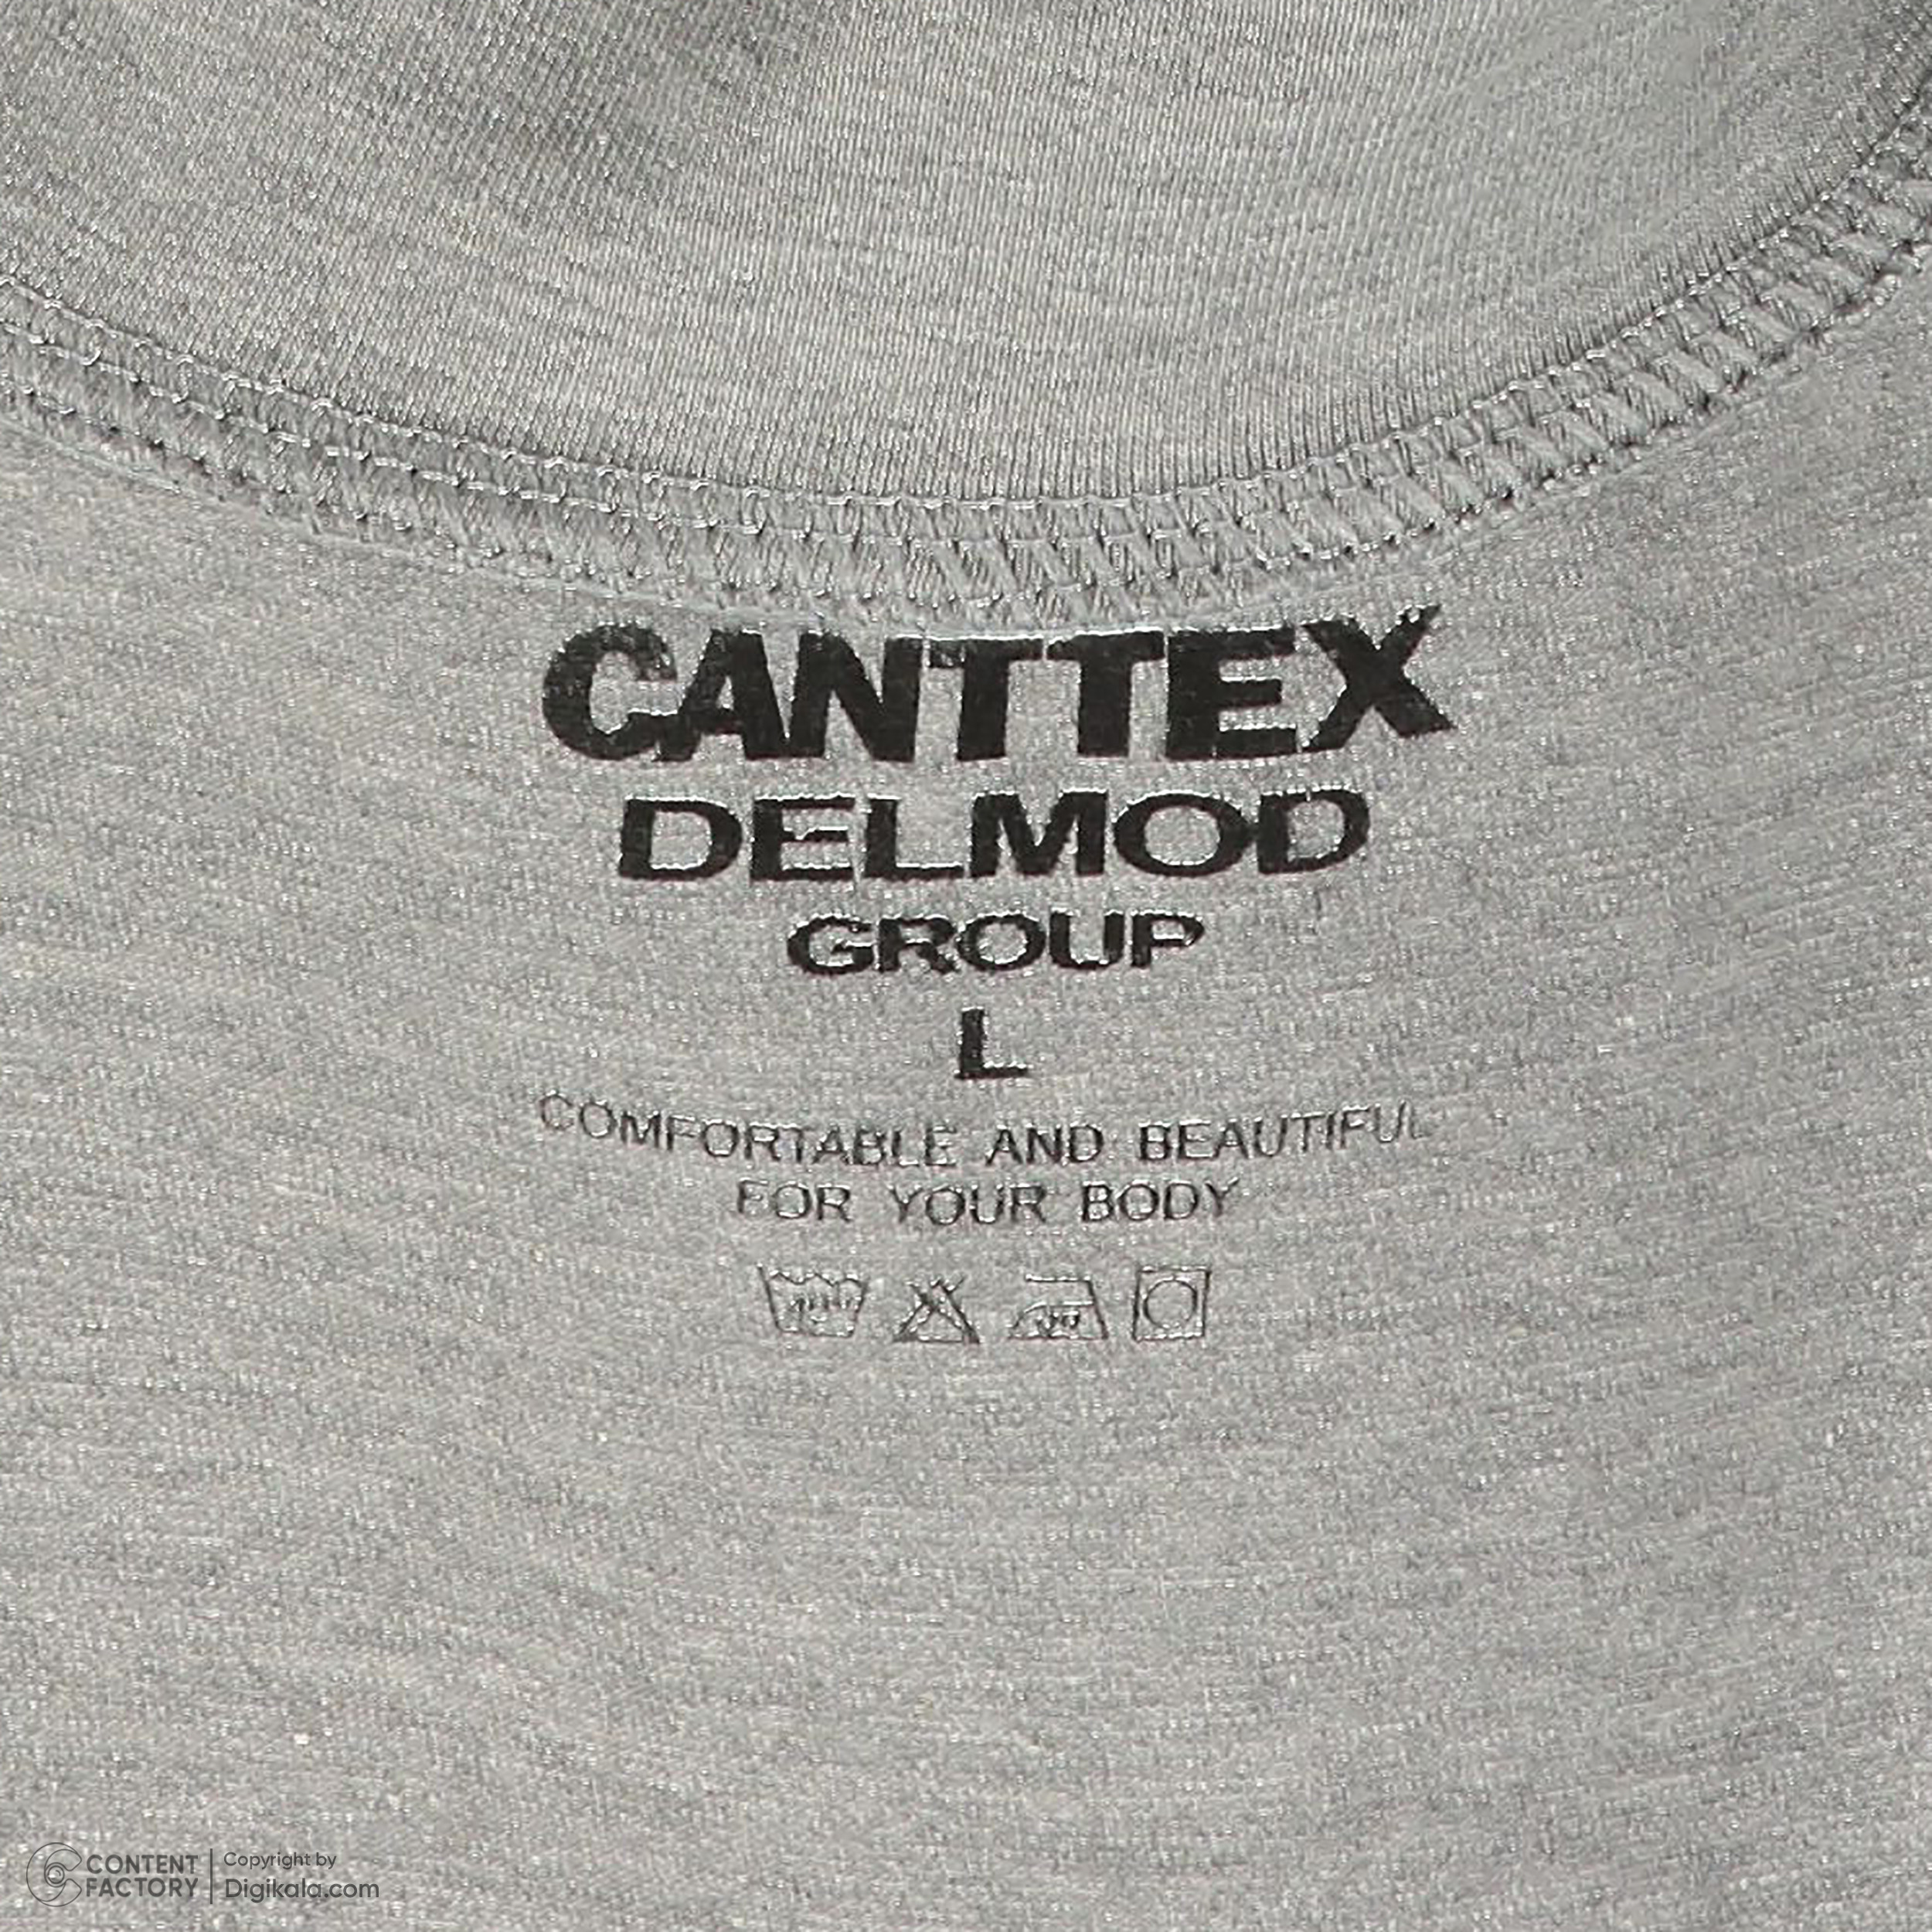 CANTTEX
DELMOD
GROUP
L
COMFORTABLE AND BEAUTIFUL
FOR YOUR BODY
CONTENT
FACTORY
Copyright by
Digikala.com